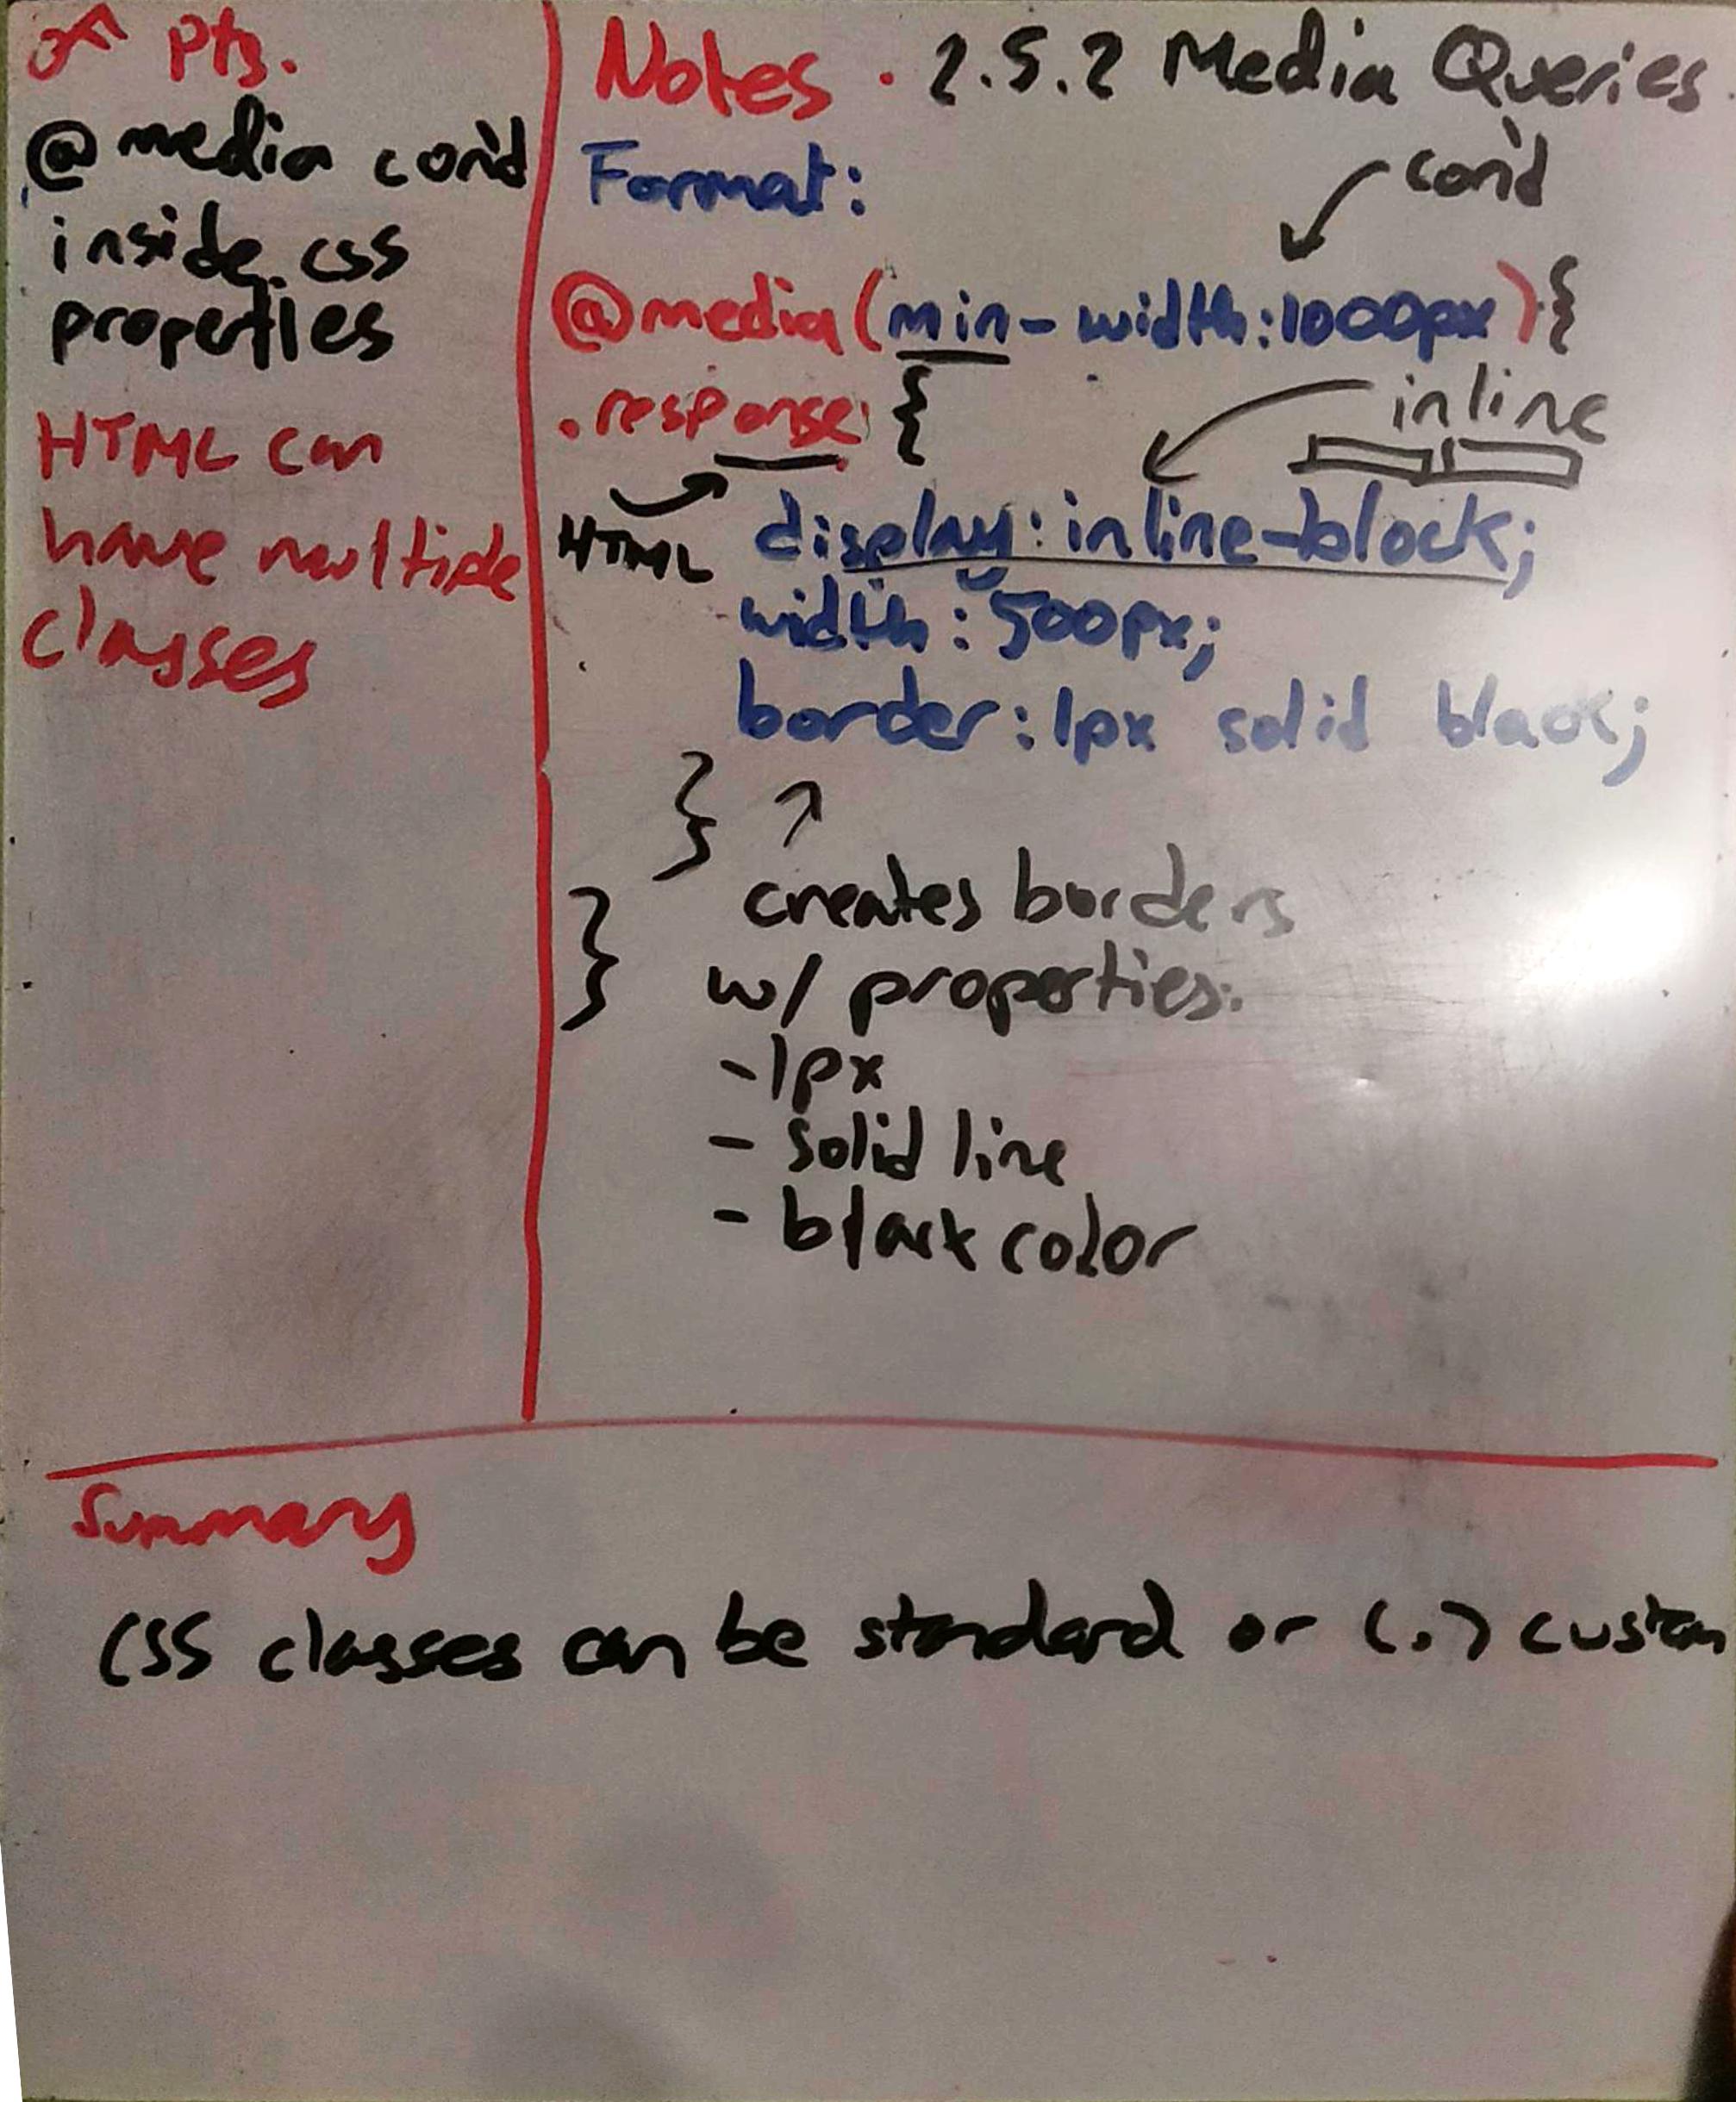 Pts.
@media con'd
inside css
properties
HTML can
have multiple
classes
Notes · 2.5.2 Media Queries
Format:
con'd
@media(min-width:1000px){
.response {
inline
HTML
display: inline-block;
width: 500px;
border: 1px solid black;
}
creates borders
}
w/ properties:
-1px
- solid line
- black color
Summary
CSS classes can be standard or (.) custom